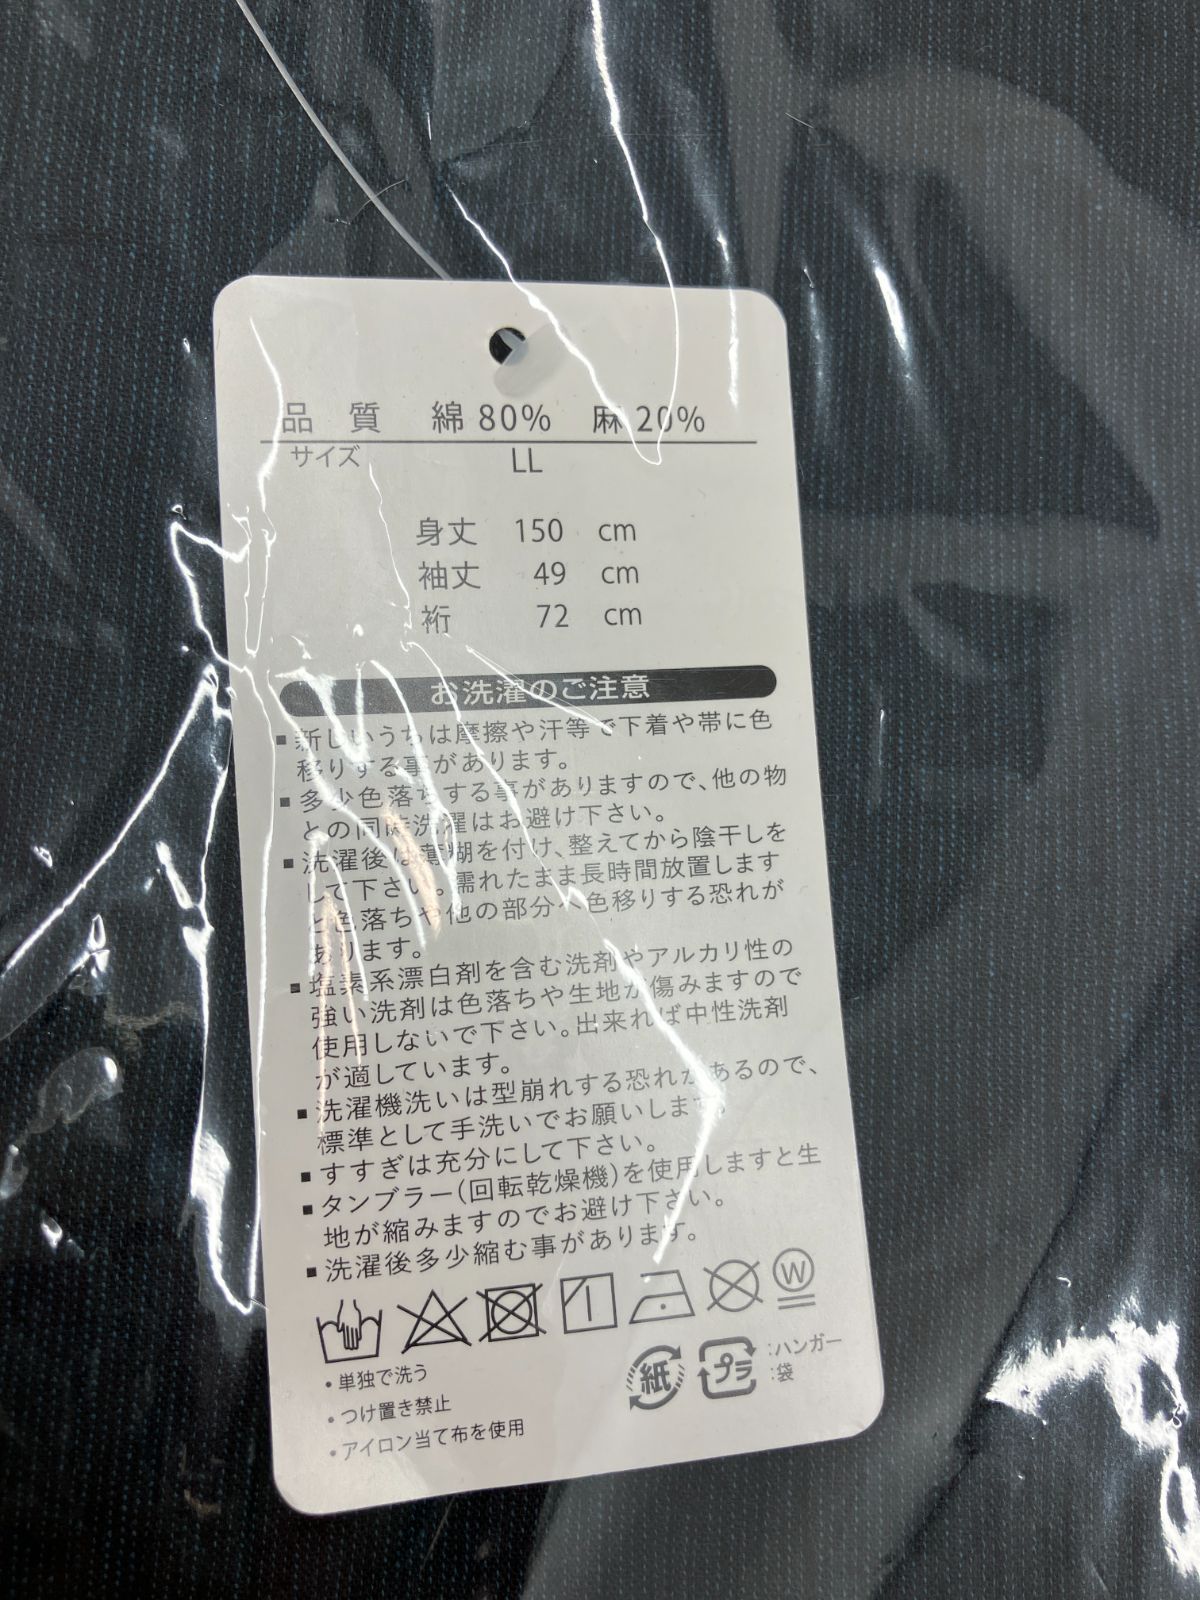 品 質 綿 80% 麻 20%
サイズ LL
身丈 150 cm
袖丈 49 cm
裄 72 cm
お洗濯のご注意
▪新しいうちは摩擦や汗等で下着や帯に色
移りする事があります。
▪多少色落ちする事がありますので、他の物
との同時洗濯はお避け下さい。
▪洗濯後は薄糊を付け、整えてから陰干しを
して下さい。濡れたまま長時間放置します
と色落ちや他の部分へ色移りする恐れが
あります。
▪塩素系漂白剤を含む洗剤やアルカリ性の
強い洗剤は色落ちや生地が傷みますので
使用しないで下さい。出来れば中性洗剤
が適しています。
▪洗濯機洗いは型崩れする恐れがあるので、
標準として手洗いでお願いします。
▪すすぎは充分にして下さい。
▪タンブラー(回転乾燥機)を使用しますと生
地が縮みますのでお避け下さい。
▪洗濯後多少縮む事があります。
W
・単独で洗う
・つけ置き禁止
・アイロン当て布を使用
紙 プラ :ハンガー
:袋